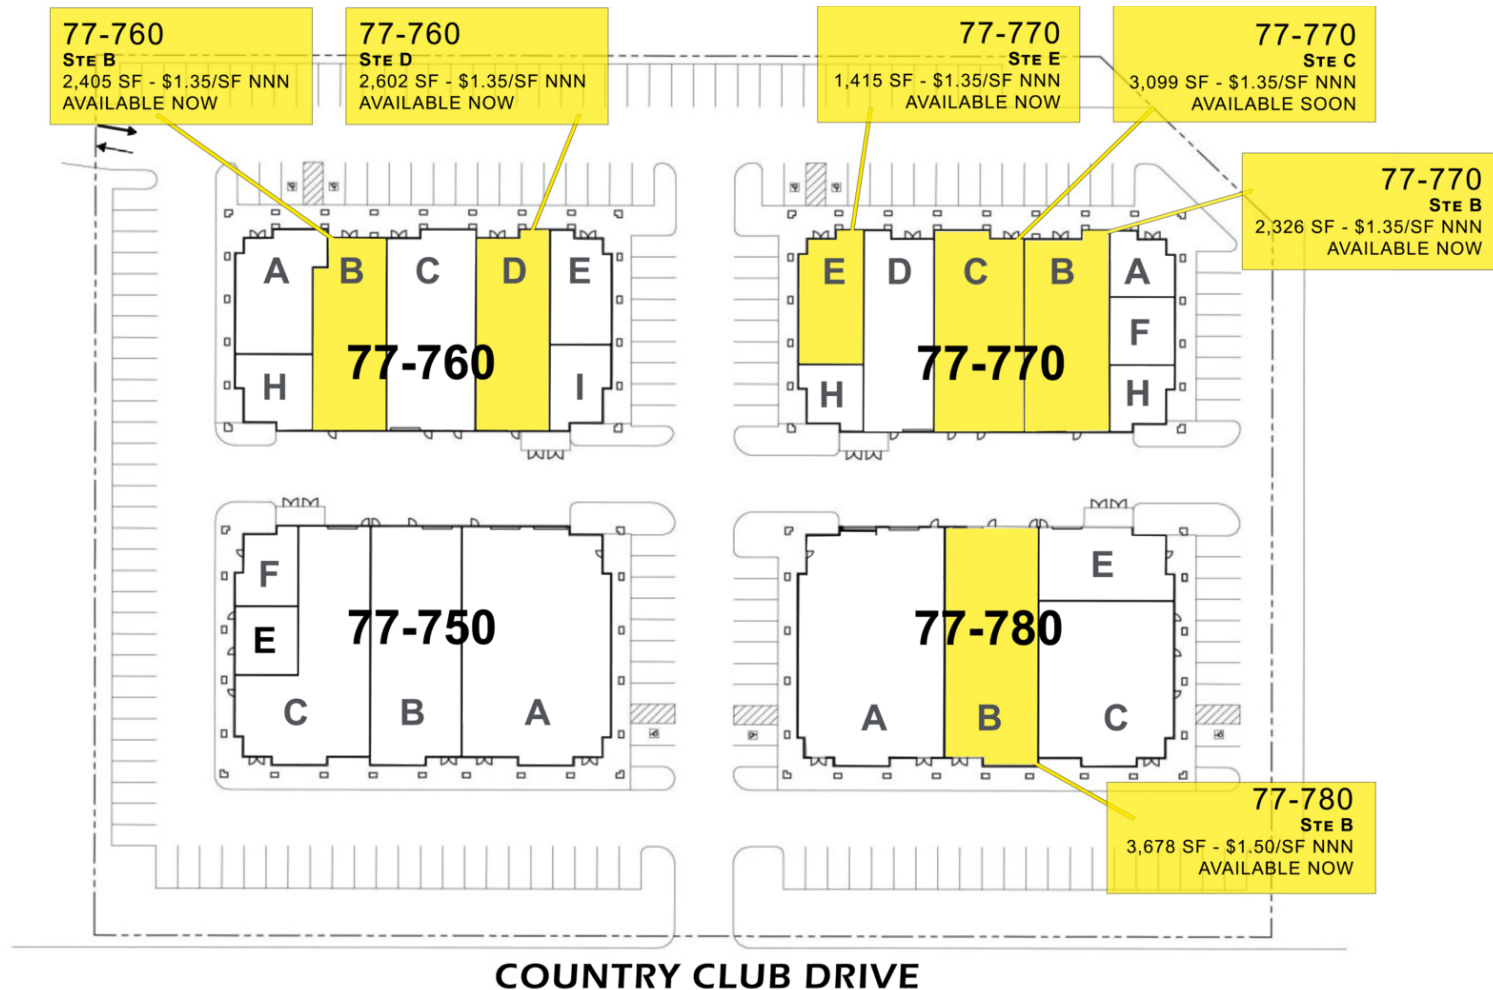 77-760
STE B
2,405 SF - $1.35/SF NNN
AVAILABLE NOW
77-760
STE D
2,602 SF - $1.35/SF NNN
AVAILABLE NOW
77-770
STE E
1,415 SF - $1.35/SF NNN
AVAILABLE NOW
77-770
STE C
3,099 SF - $1.35/SF NNN
AVAILABLE SOON
77-770
STE B
2,326 SF - $1.35/SF NNN
AVAILABLE NOW
A B C D E
77-760
H I
E D C B A
F
77-770
H H
F
E
77-750
C B A
E
77-780
A B C
77-780
STE B
3,678 SF - $1.50/SF NNN
AVAILABLE NOW
COUNTRY CLUB DRIVE